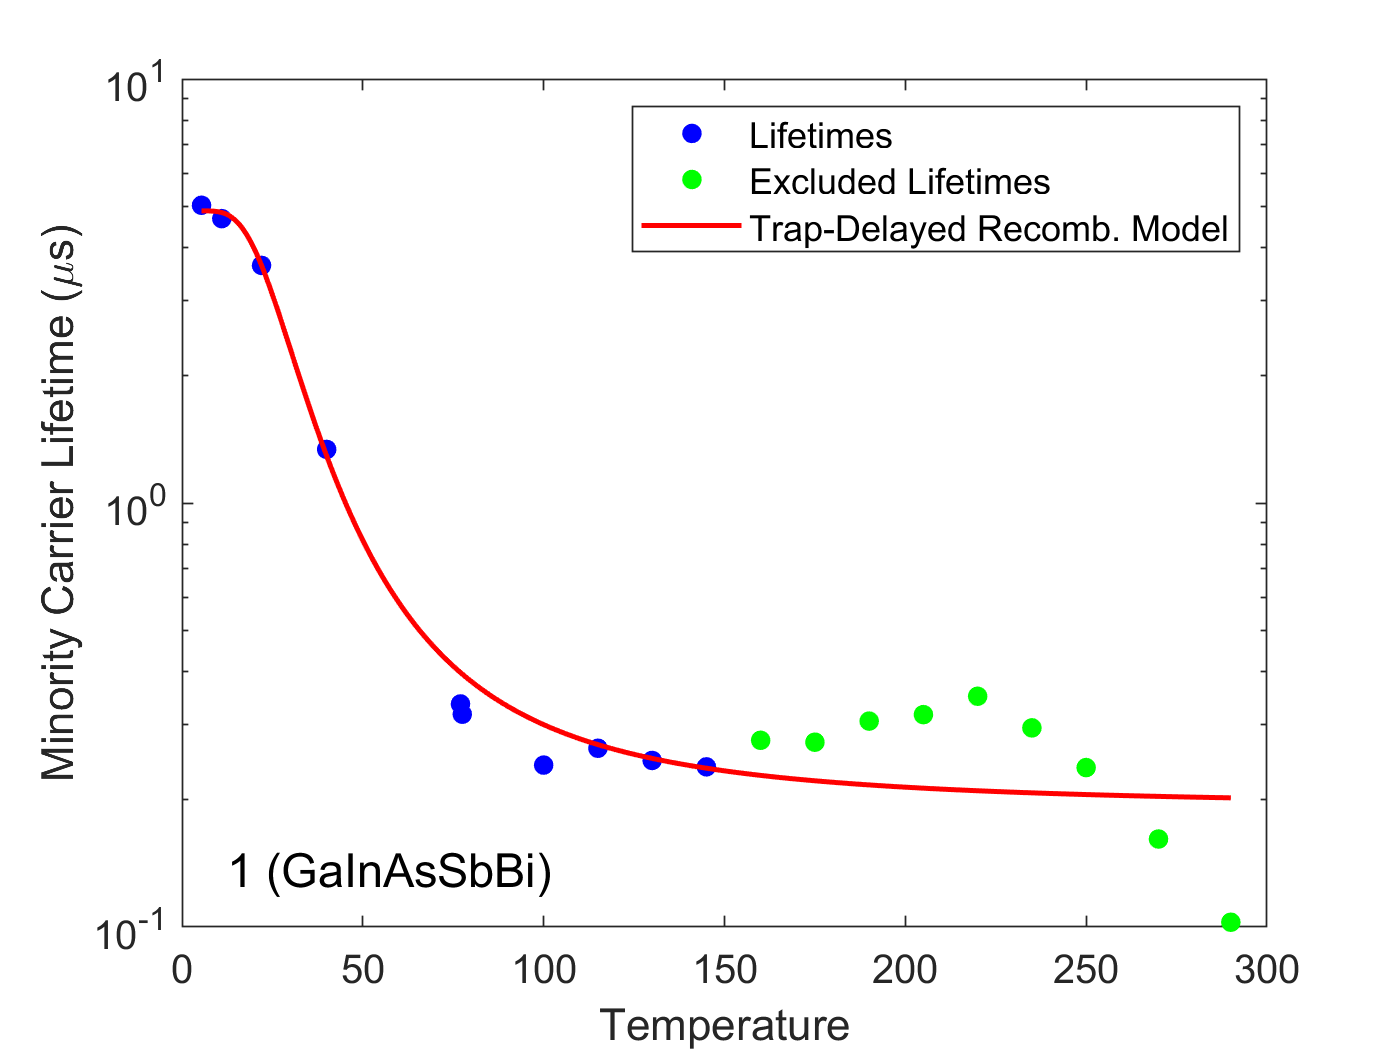 Lifetimes
Excluded Lifetimes
Trap-Delayed Recomb. Model
10^1
10^0
10^-1
Minority Carrier Lifetime (μs)
1 (GaInAsSbBi)
0 50 100 150 200 250 300
Temperature